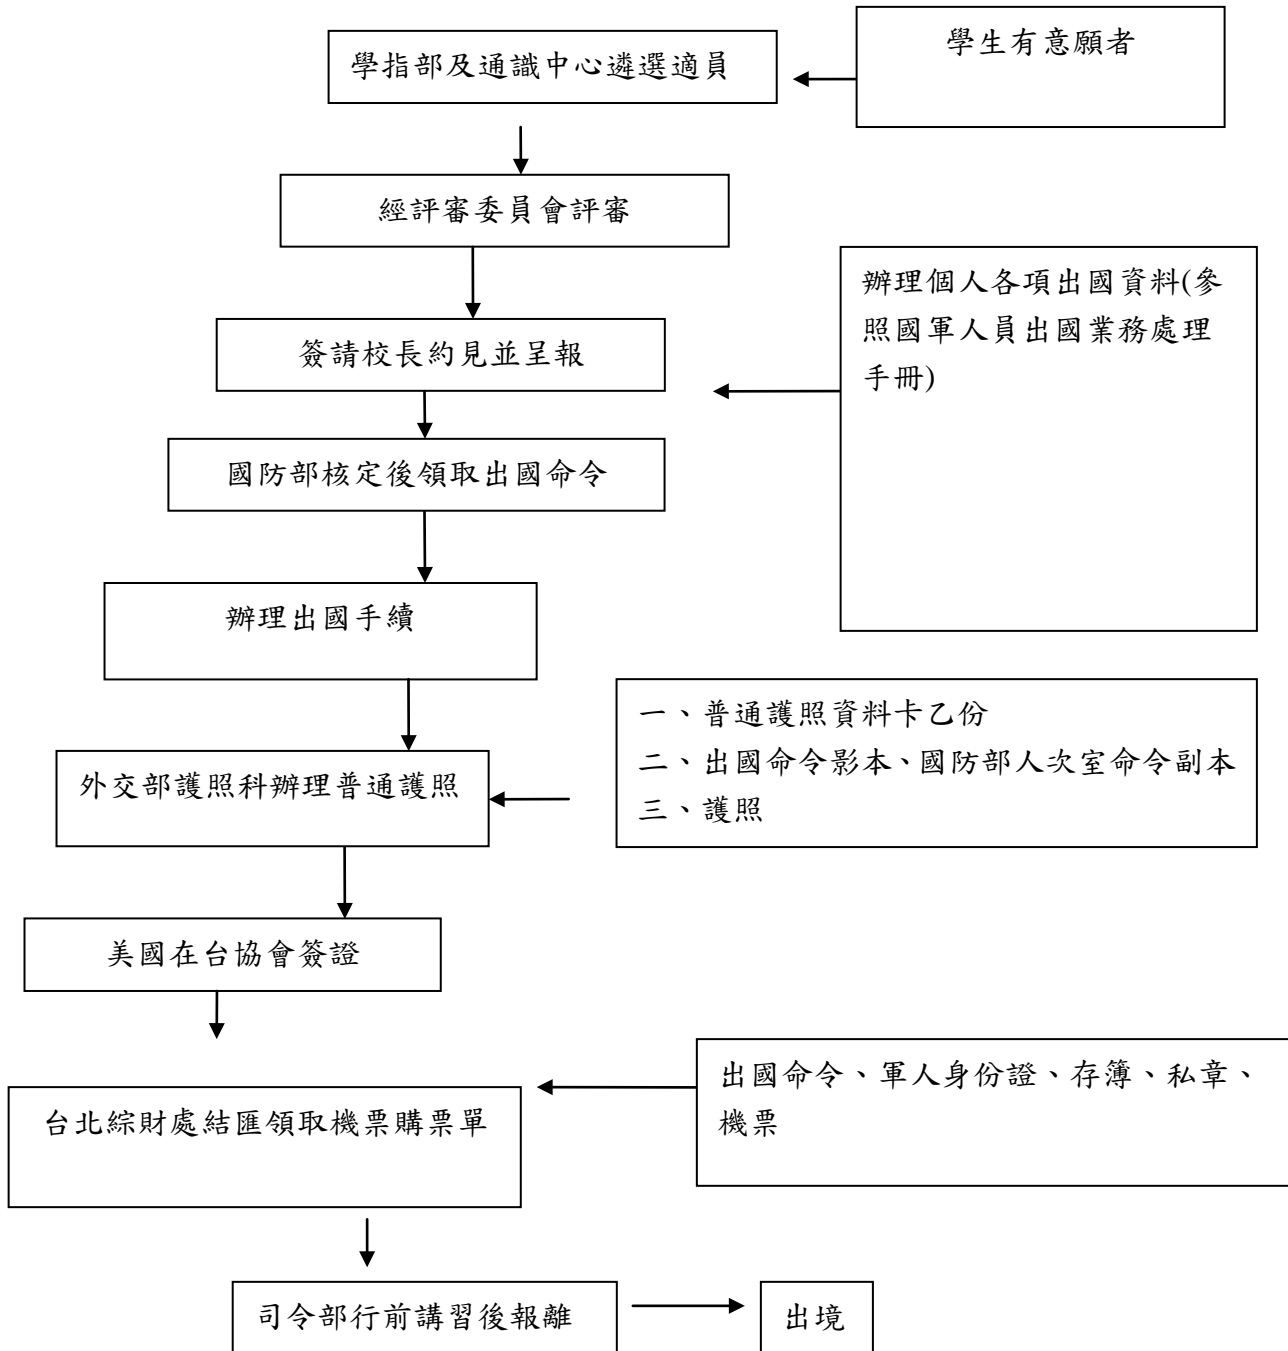 學指部及通識中心遴選適員
學生有意願者
經評審委員會評審
辦理個人各項出國資料(參
照國軍人員出國業務處理
手冊)
簽請校長約見並呈報
國防部核定後領取出國命令
辦理出國手續
一、普通護照資料卡乙份
二、出國命令影本、國防部人次室命令副本
三、護照
外交部護照科辦理普通護照
美國在台協會簽證
出國命令、軍人身份證、存簿、私章、
機票
台北綜財處結匯領取機票購票單
司令部行前講習後報離
出境